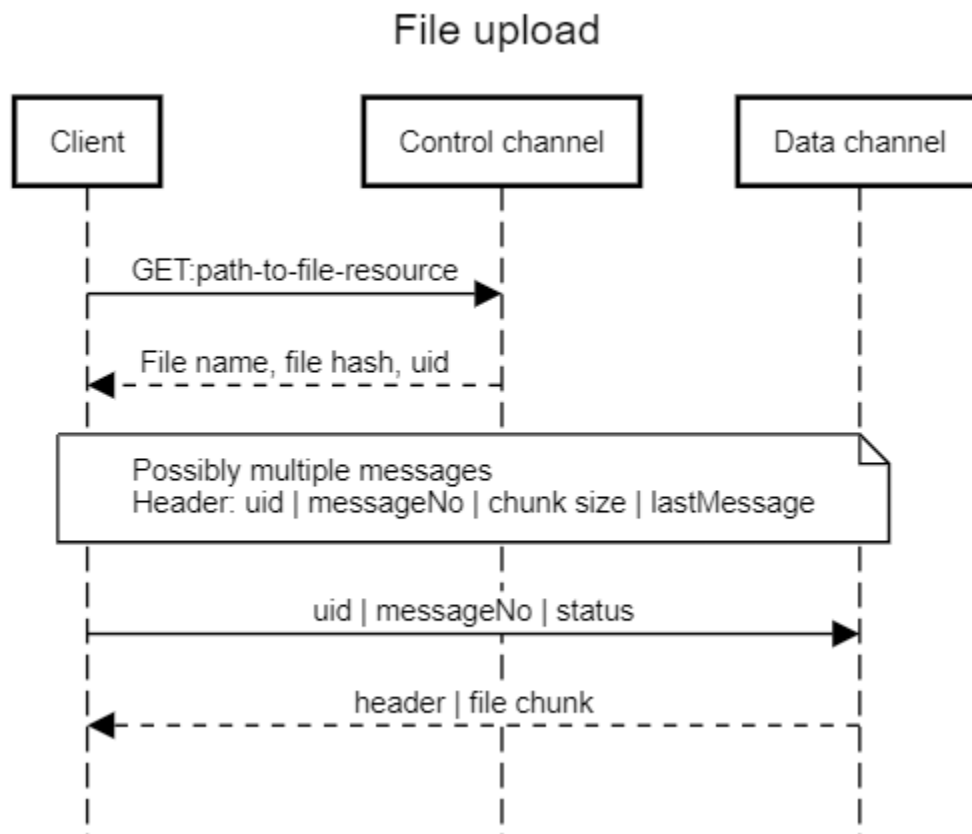 File upload
Client
Control channel
Data channel
GET:path-to-file-resource
File name, file hash, uid
Possibly multiple messages
Header: uid | messageNo | chunk size | lastMessage
uid | messageNo | status
header | file chunk